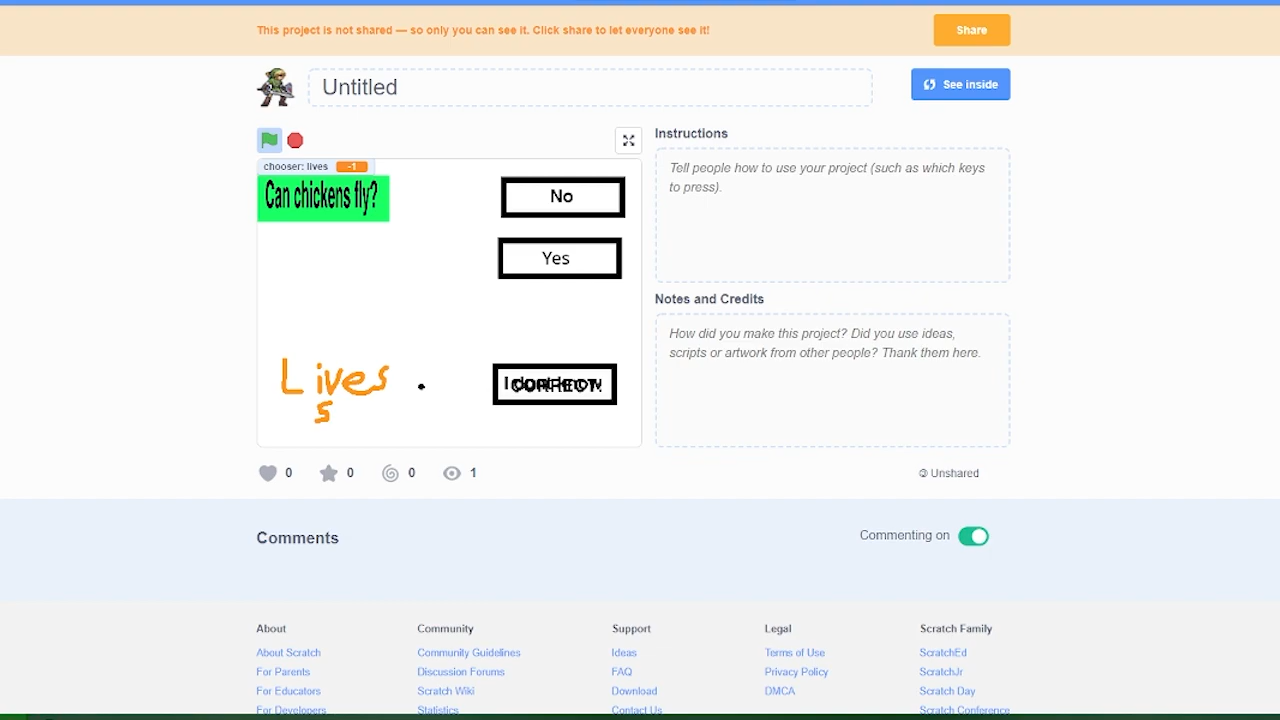 This project is not shared — so only you can see it. Click share to let everyone see it!
Share
Untitled
See inside
Instructions
Tell people how to use your project (such as which keys
to press).
chooser: lives -1
Can chickens fly?
No
Yes
Lives
5
CORRECT!
Notes and Credits
How did you make this project? Did you use ideas,
scripts or artwork from other people? Thank them here.
0 0 0 1
Unshared
Comments
Commenting on
About
About Scratch
For Parents
For Educators
For Developers
Community
Community Guidelines
Discussion Forums
Scratch Wiki
Statistics
Support
Ideas
FAQ
Download
Contact Us
Legal
Terms of Use
Privacy Policy
DMCA
Scratch Family
ScratchEd
ScratchJr
Scratch Day
Scratch Conference